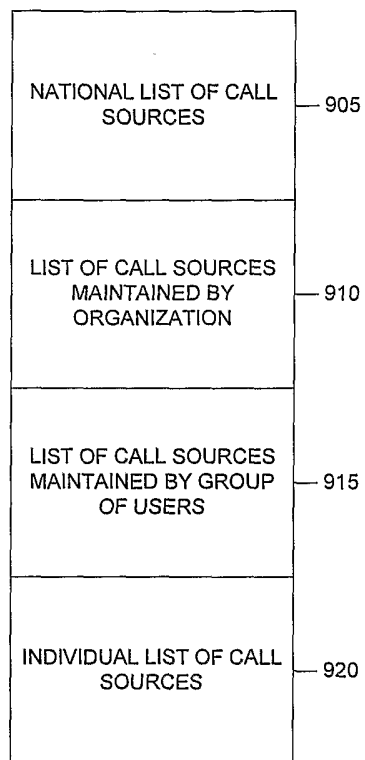 NATIONAL LIST OF CALL
SOURCES
905
LIST OF CALL SOURCES
MAINTAINED BY
ORGANIZATION
910
LIST OF CALL SOURCES
MAINTAINED BY GROUP
OF USERS
915
INDIVIDUAL LIST OF CALL
SOURCES
920